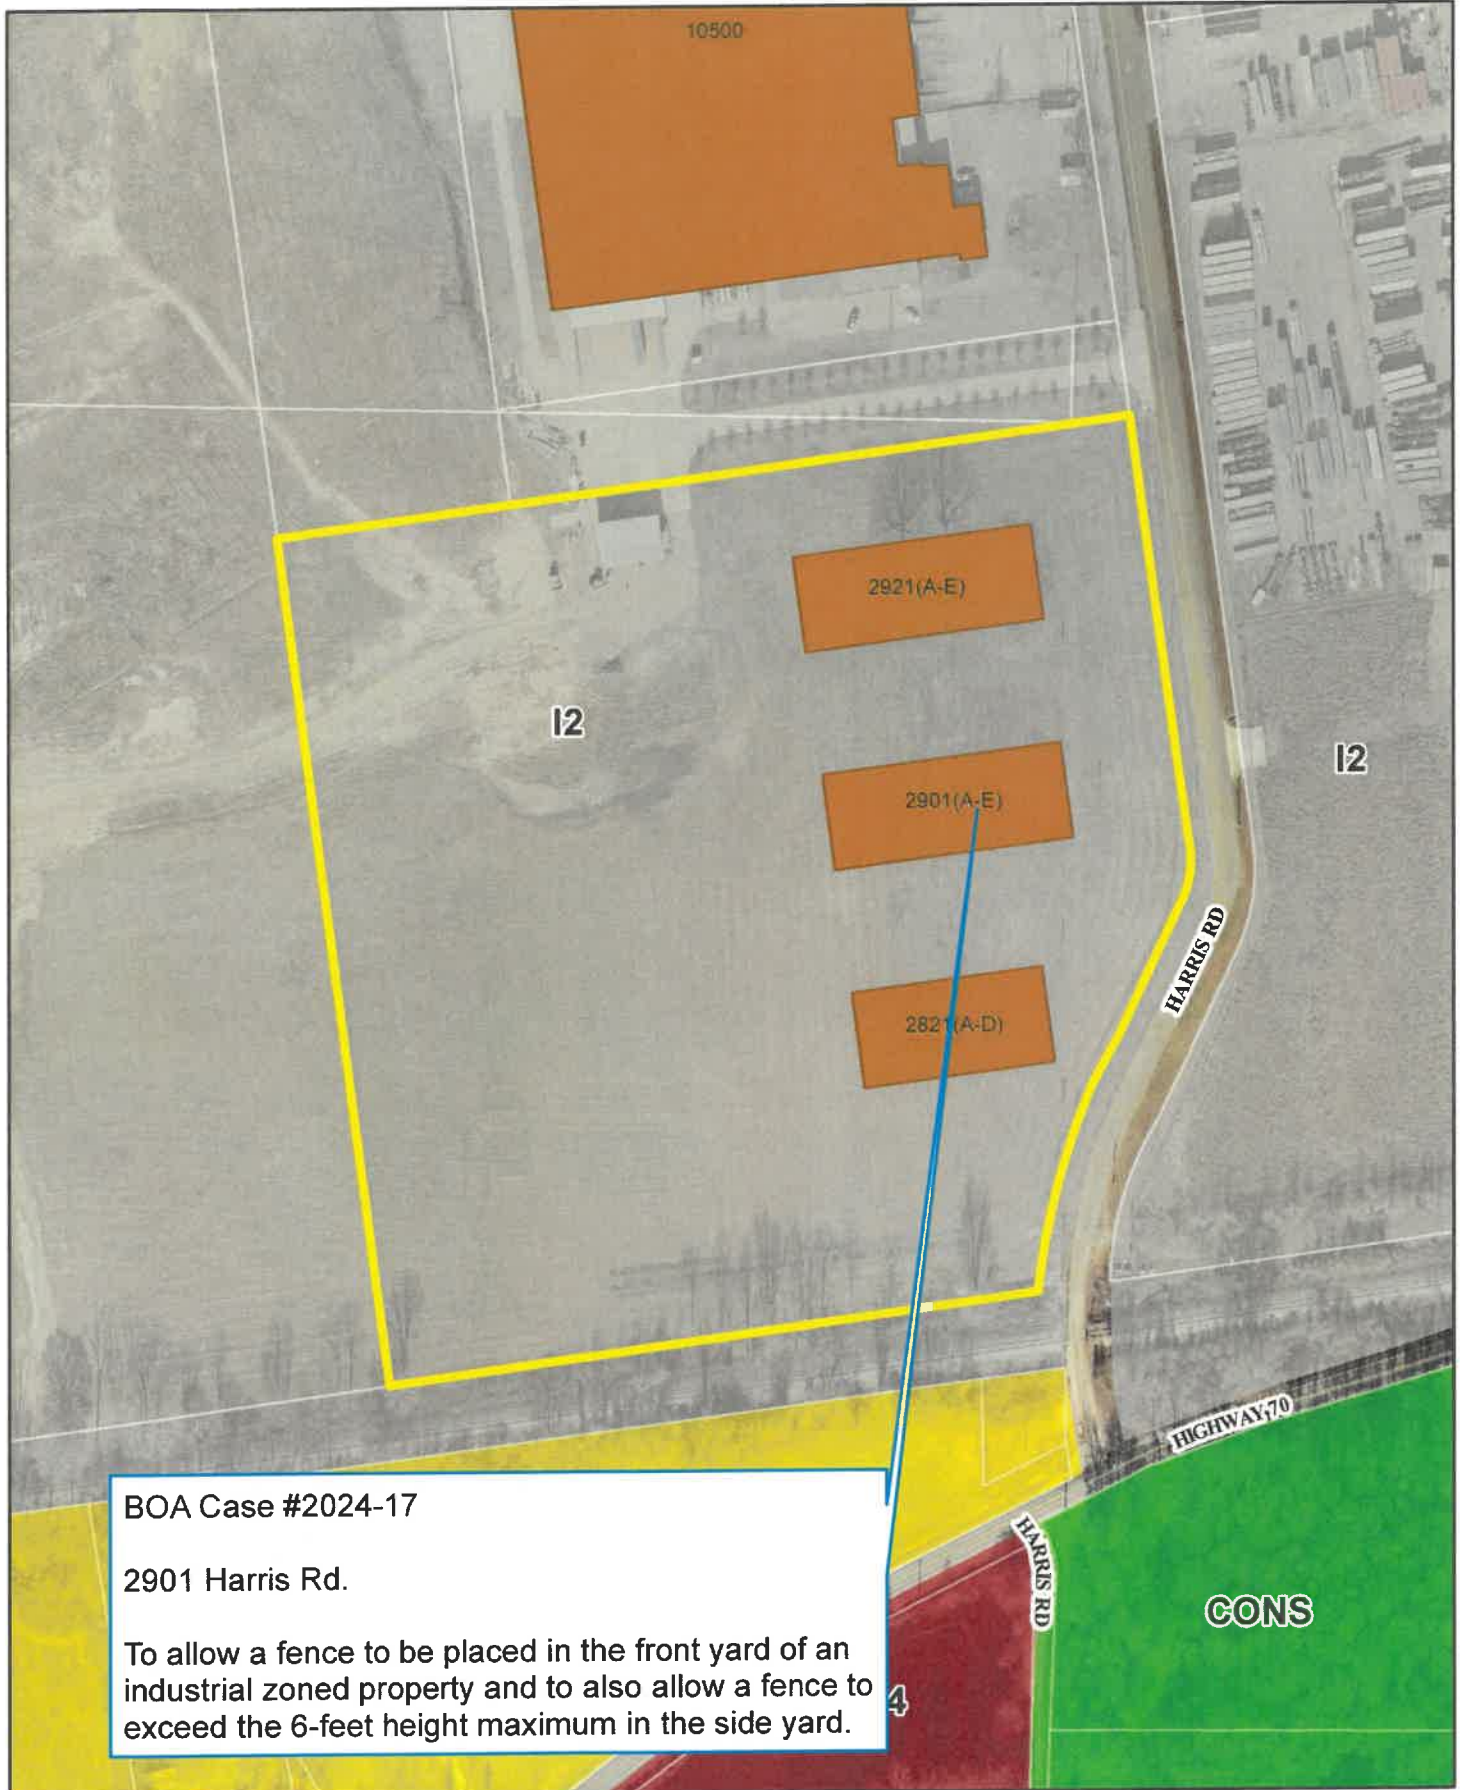 10500
2921(A-E)
I2
I2
2901(A-E)
HARRIS RD
2821(A-D)
HIGHWAY 70
HARRIS RD
CONS
4
BOA Case #2024-17
2901 Harris Rd.
To allow a fence to be placed in the front yard of an
industrial zoned property and to also allow a fence to
exceed the 6-feet height maximum in the side yard.